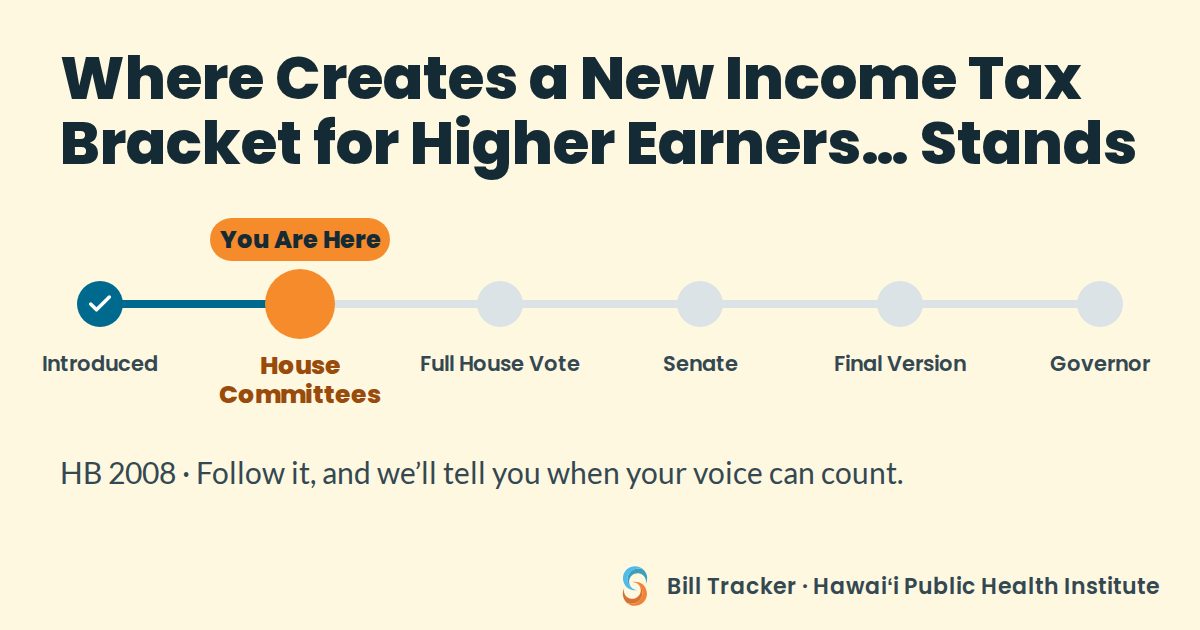 Where Creates a New Income Tax
Bracket for Higher Earners... Stands
You Are Here
Introduced
House
Committees
Full House Vote
Senate
Final Version
Governor
HB 2008 · Follow it, and we’ll tell you when your voice can count.
Bill Tracker · Hawaiʻi Public Health Institute